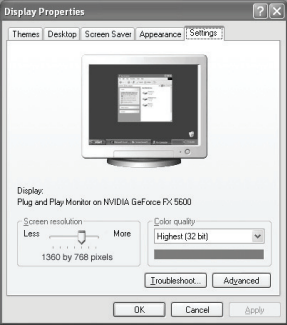 Display Properties
Themes Desktop Screen Saver Appearance Settings
Display:
Plug and Play Monitor on NVIDIA GeForce FX 5600
Screen resolution
Less More
1360 by 768 pixels
Color quality
Highest (32 bit)
Troubleshoot... Advanced
OK Cancel Apply